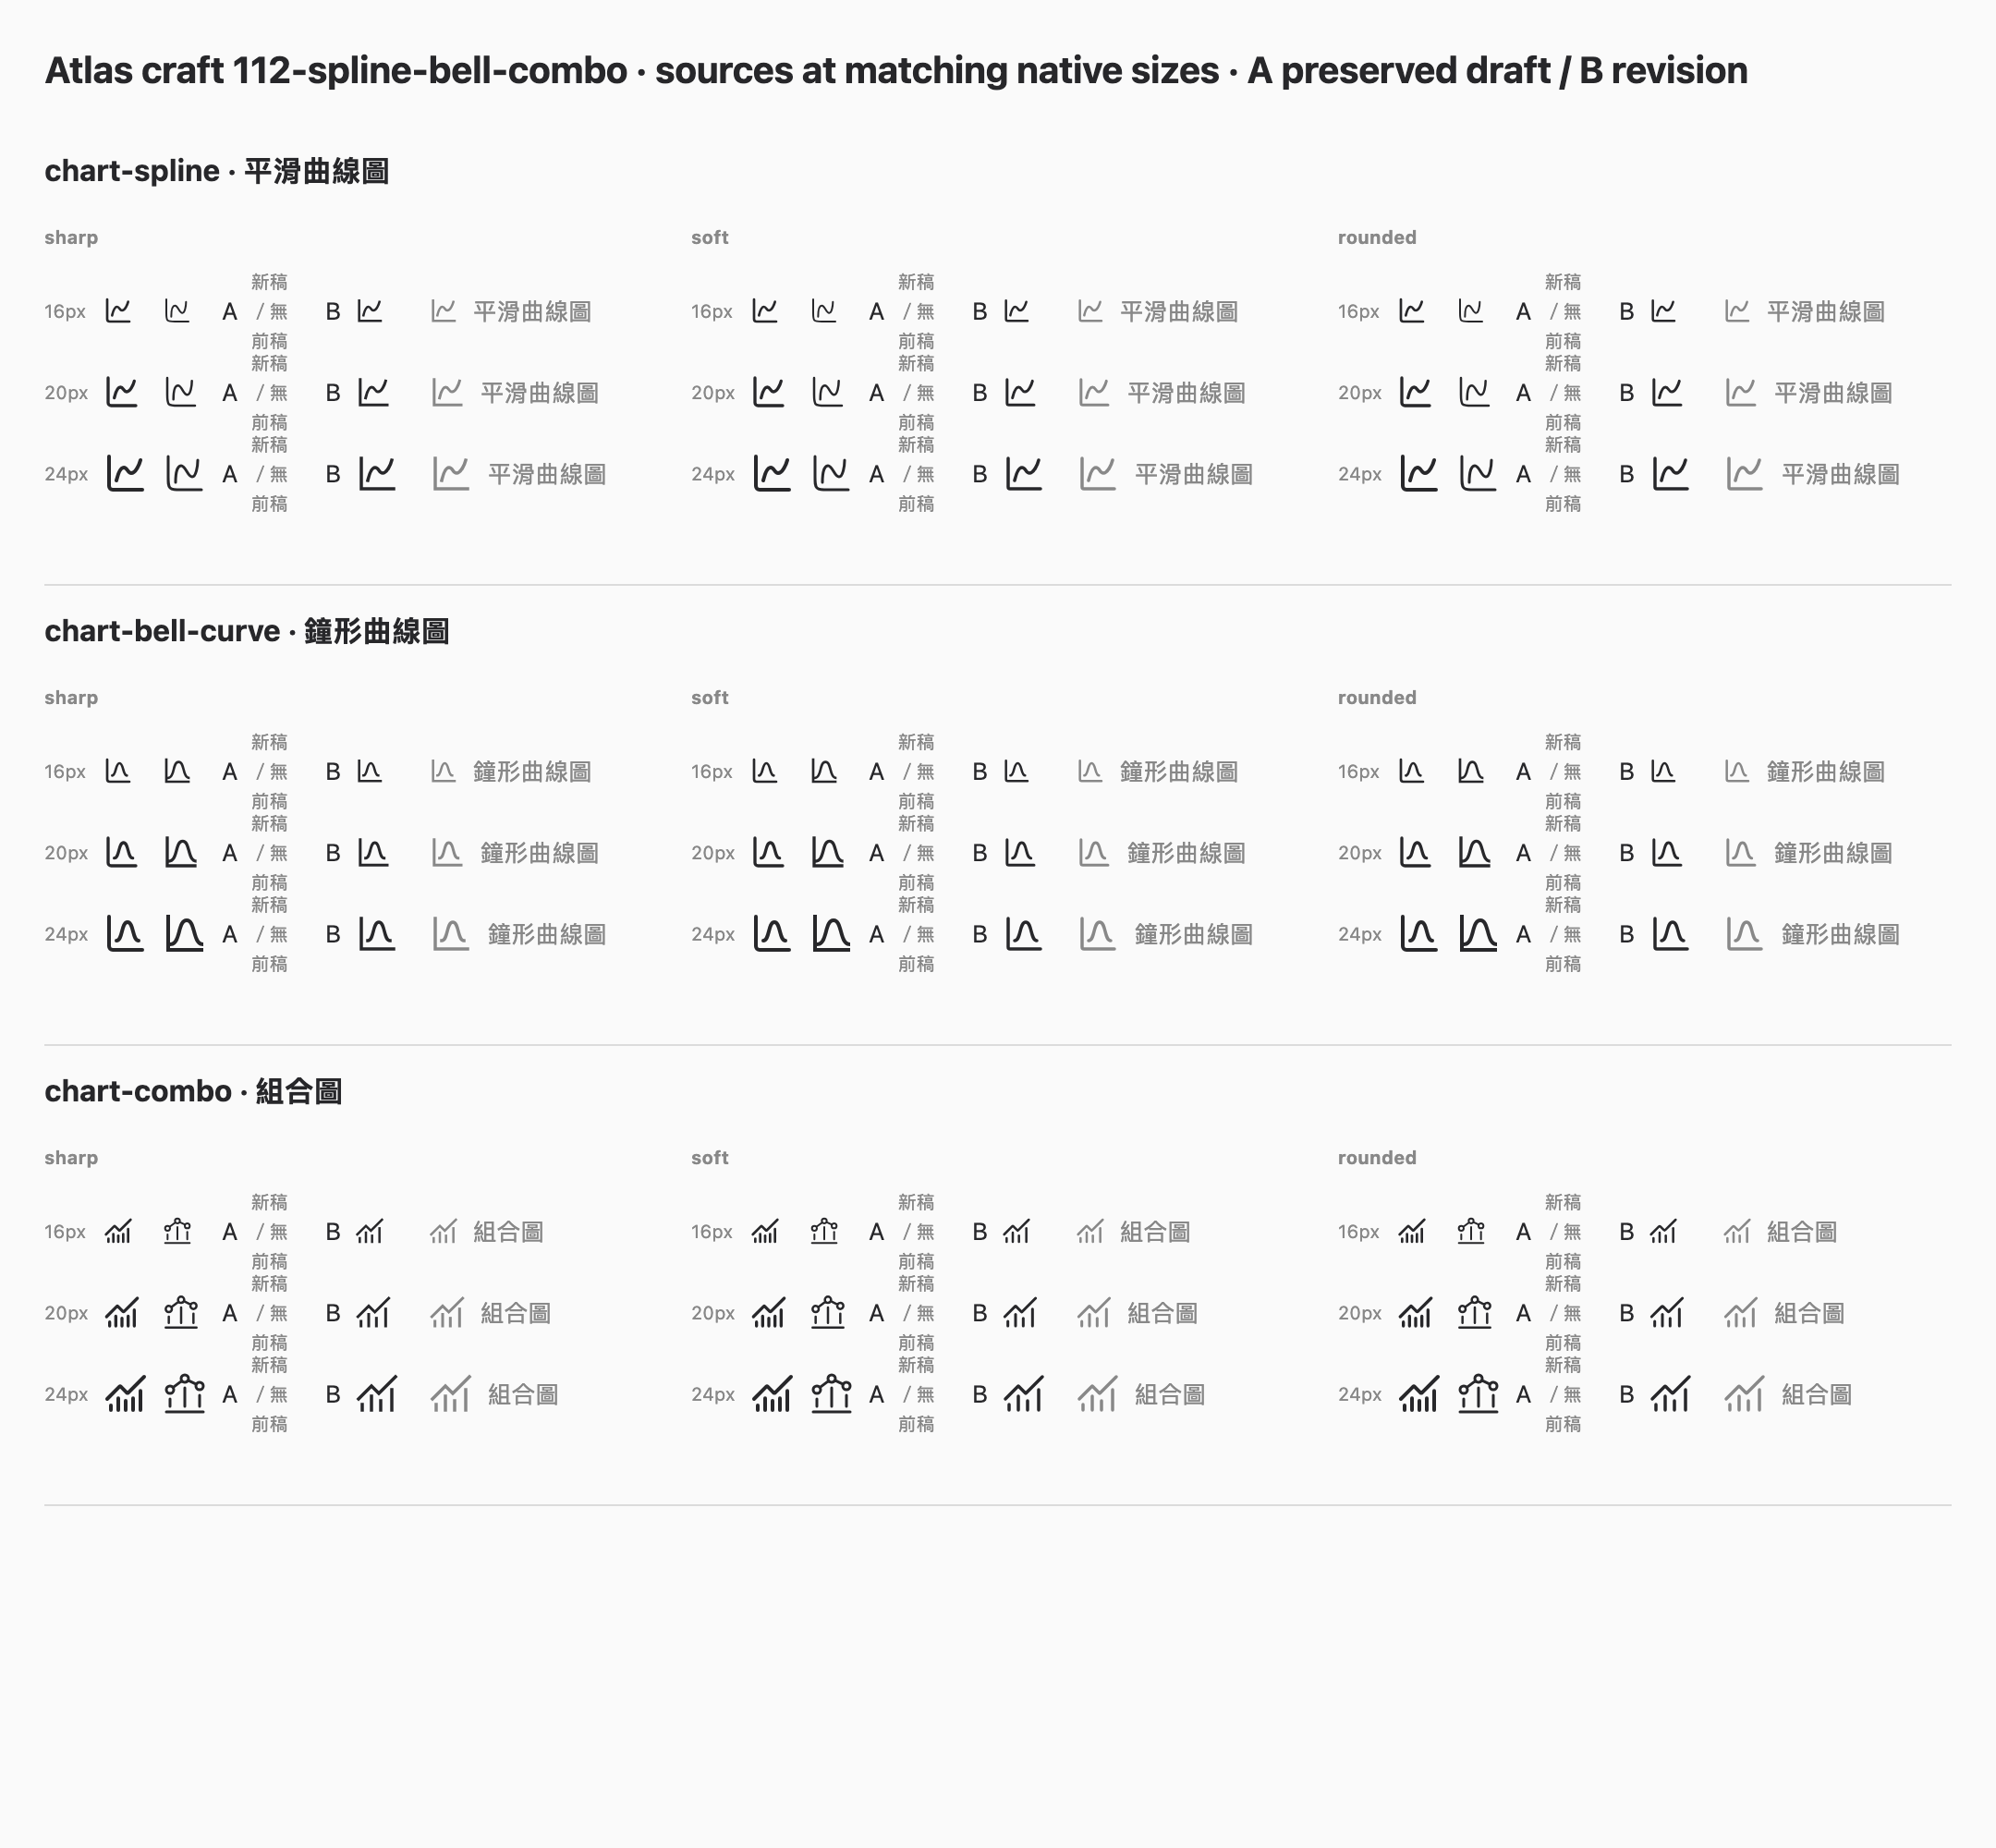 Atlas craft 112-spline-bell-combo · sources at matching native sizes · A preserved draft / B revision
chart-spline · 平滑曲線圖
sharp
soft
rounded
16px A 新稿 / 無前稿 B 平滑曲線圖 16px A 新稿 / 無前稿 B 平滑曲線圖 16px A 新稿 / 無前稿 B 平滑曲線圖
20px A 新稿 / 無前稿 B 平滑曲線圖 20px A 新稿 / 無前稿 B 平滑曲線圖 20px A 新稿 / 無前稿 B 平滑曲線圖
24px A 新稿 / 無前稿 B 平滑曲線圖 24px A 新稿 / 無前稿 B 平滑曲線圖 24px A 新稿 / 無前稿 B 平滑曲線圖
chart-bell-curve · 鐘形曲線圖
sharp
soft
rounded
16px A 新稿 / 無前稿 B 鐘形曲線圖 16px A 新稿 / 無前稿 B 鐘形曲線圖 16px A 新稿 / 無前稿 B 鐘形曲線圖
20px A 新稿 / 無前稿 B 鐘形曲線圖 20px A 新稿 / 無前稿 B 鐘形曲線圖 20px A 新稿 / 無前稿 B 鐘形曲線圖
24px A 新稿 / 無前稿 B 鐘形曲線圖 24px A 新稿 / 無前稿 B 鐘形曲線圖 24px A 新稿 / 無前稿 B 鐘形曲線圖
chart-combo · 組合圖
sharp
soft
rounded
16px A 新稿 / 無前稿 B 組合圖 16px A 新稿 / 無前稿 B 組合圖 16px A 新稿 / 無前稿 B 組合圖
20px A 新稿 / 無前稿 B 組合圖 20px A 新稿 / 無前稿 B 組合圖 20px A 新稿 / 無前稿 B 組合圖
24px A 新稿 / 無前稿 B 組合圖 24px A 新稿 / 無前稿 B 組合圖 24px A 新稿 / 無前稿 B 組合圖